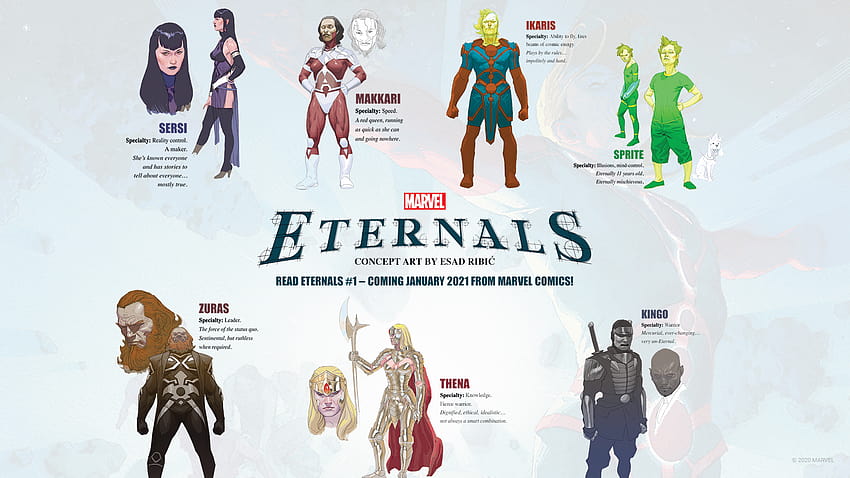 SERSI
Specialty: Reality control.
A maker.
She's known everyone
and has stories to
tell about everyone…
mostly true.
MAKKARI
Specialty: Speed.
A red queen, running
as quick as she can
and going nowhere.
IKARIS
Specialty: Ability to fly, fires
beams of cosmic energy
Plays by the rules…
impolitely and hard.
SPRITE
Specialty: Illusions, mind-control.
Eternally 11 years old.
Eternally mischievous.
MARVEL
ETERNALS
CONCEPT ART BY ESAD RIBIĆ
READ ETERNALS #1 – COMING JANUARY 2021 FROM MARVEL COMICS!
ZURAS
Specialty: Leader.
The force of the status quo.
Sentimental, but ruthless
when required.
THENA
Specialty: Knowledge.
Fierce warrior.
Dignified, ethical, idealistic…
not always a smart combination.
KINGO
Specialty: Warrior
Mercurial, ever-changing…
very un-Eternal.
© 2020 MARVEL